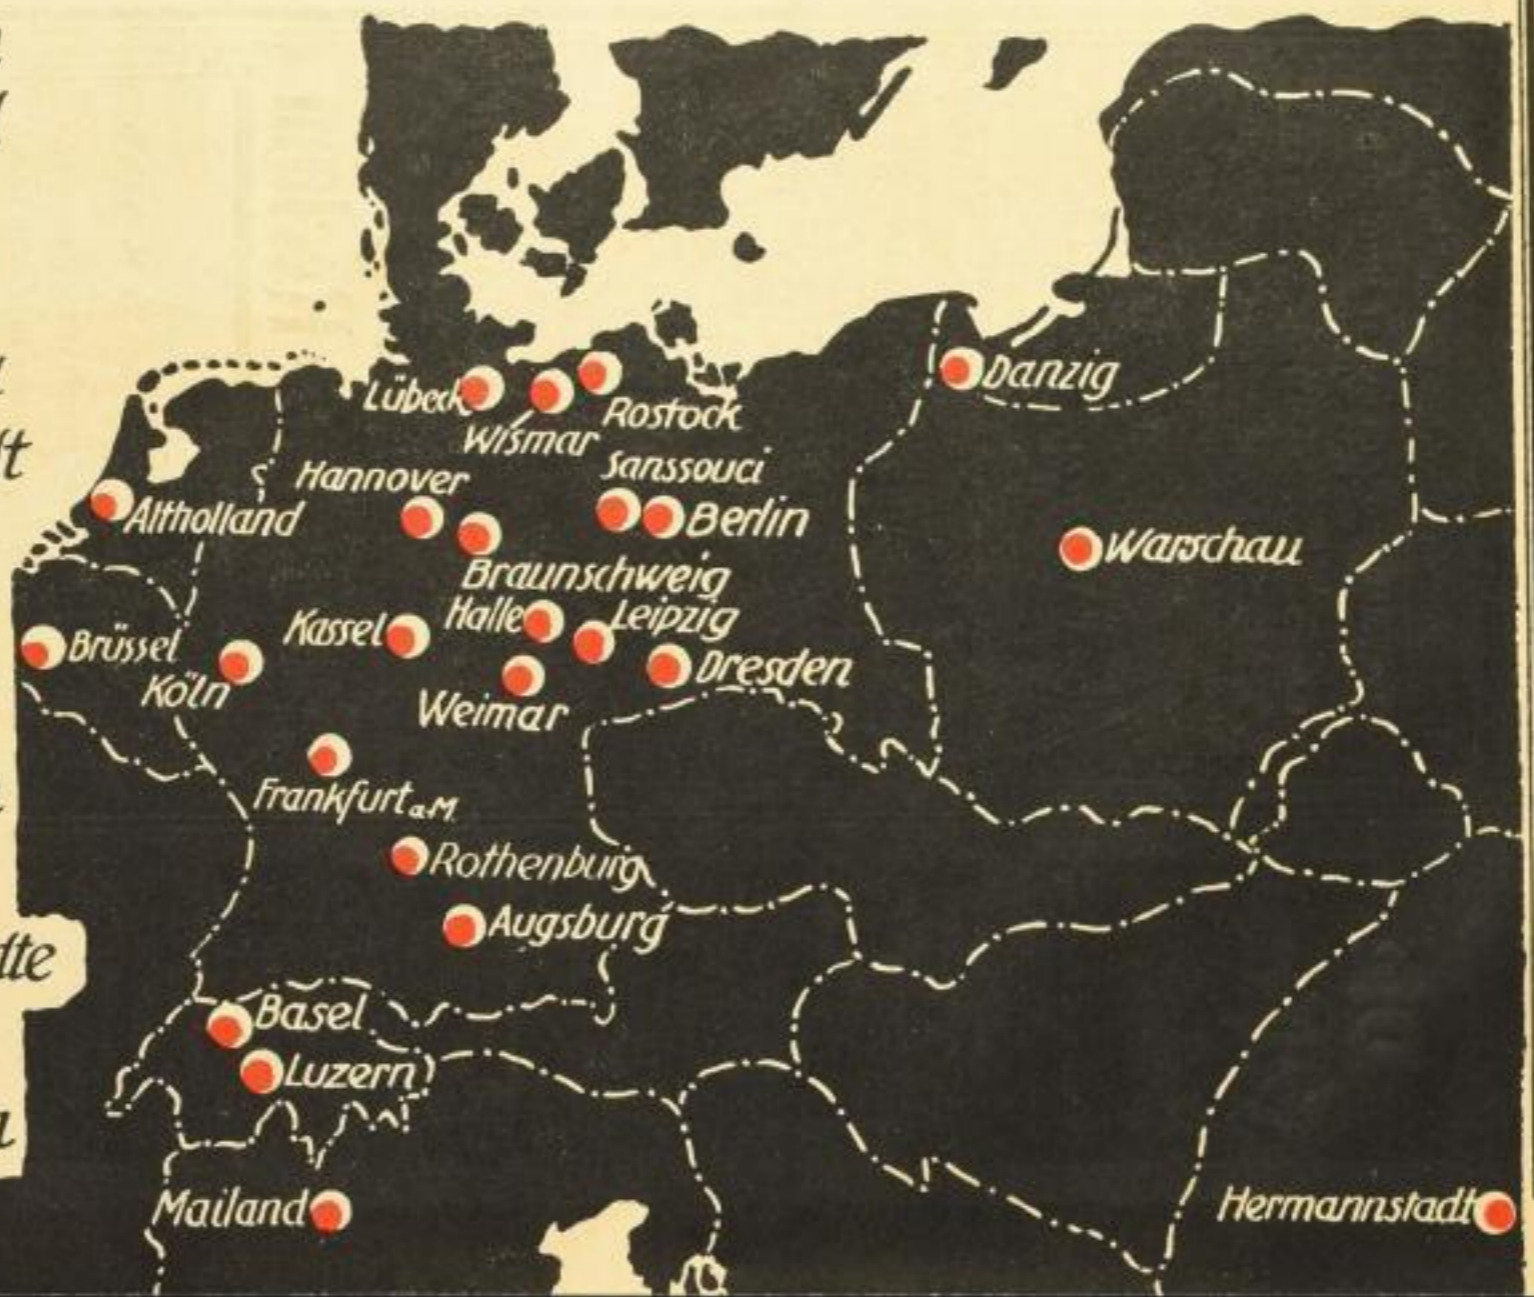 Danzig
Lübeck
Rostock
Wismar
Sanssouci
Hannover
Altholland
Berlin
Warschau
Braunschweig
Halle
Leipzig
Kassel
Brüssel
Dresden
Köln
Weimar
Frankfurt a.M.
Rothenburg
Augsburg
Basel
Luzern
Mailand
Hermannstadt